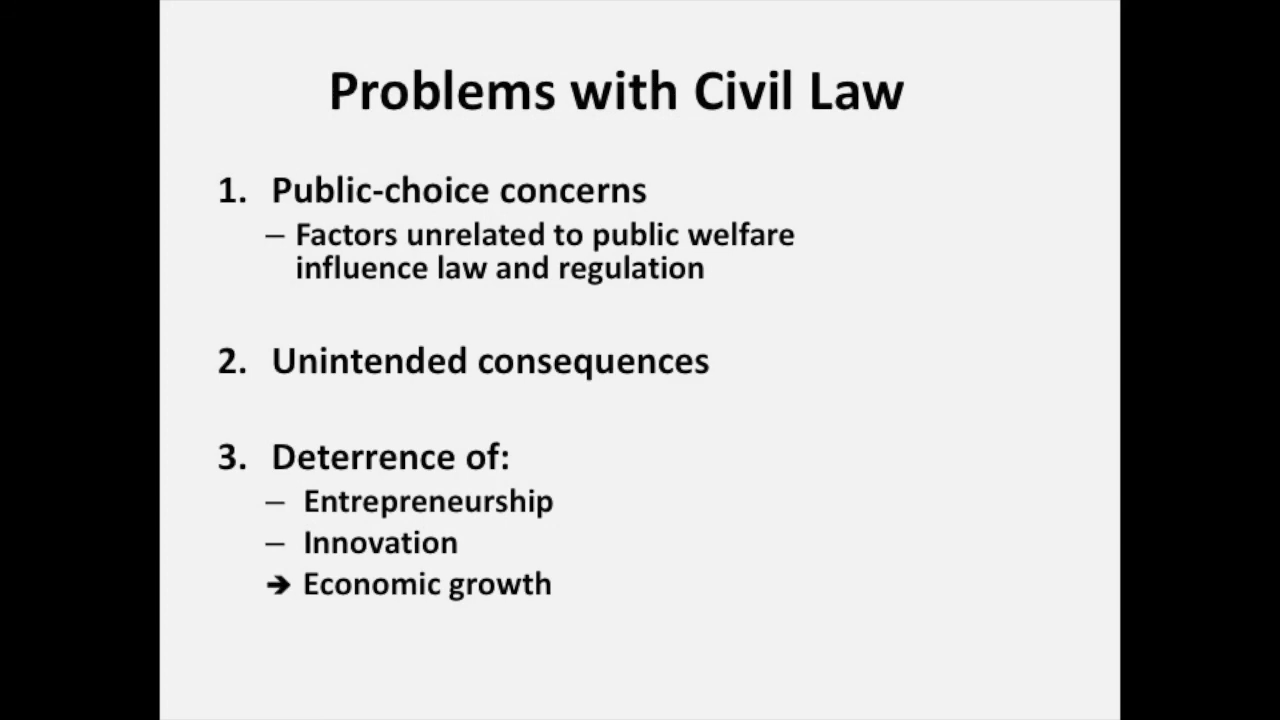 Problems with Civil Law
1. Public-choice concerns
– Factors unrelated to public welfare
influence law and regulation
2. Unintended consequences
3. Deterrence of:
– Entrepreneurship
– Innovation
➔ Economic growth